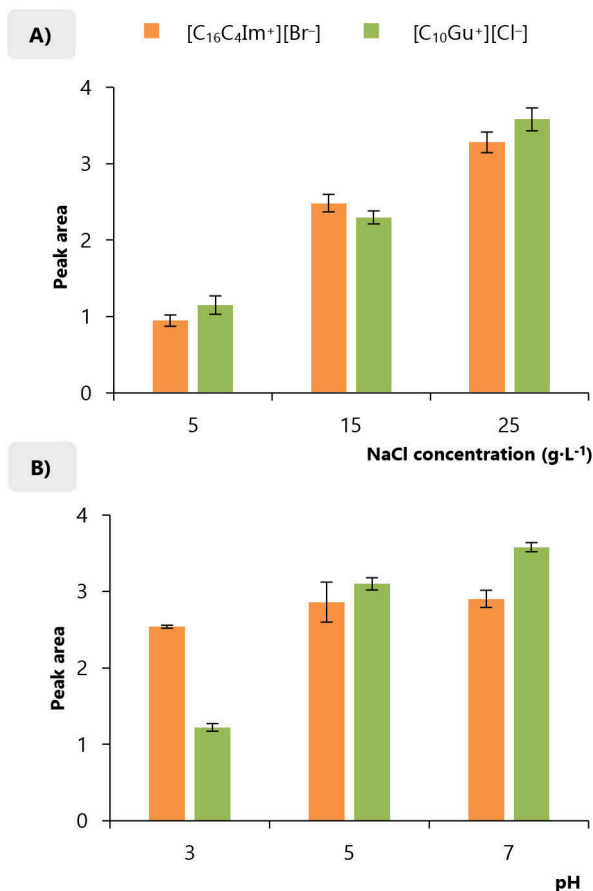 A)
[C₁₆C₄Im⁺][Br⁻]
[C₁₀Gu⁺][Cl⁻]
4
3
2
1
0
Peak area
5
15
25
NaCl concentration (g·L⁻¹)
B)
4
3
2
1
0
Peak area
3
5
7
pH